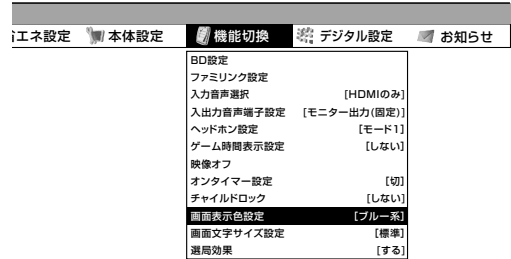 エネ設定 本体設定 機能切換 デジタル設定 お知らせ
BD設定
ファミリンク設定
入力音声選択 [HDMIのみ]
入出力音声端子設定 [モニター出力(固定)]
ヘッドホン設定 [モード1]
ゲーム時間表示設定 [しない]
映像オフ
オンタイマー設定 [切]
チャイルドロック [しない]
画面表示色設定 [ブルー系]
画面文字サイズ設定 [標準]
選局効果 [する]